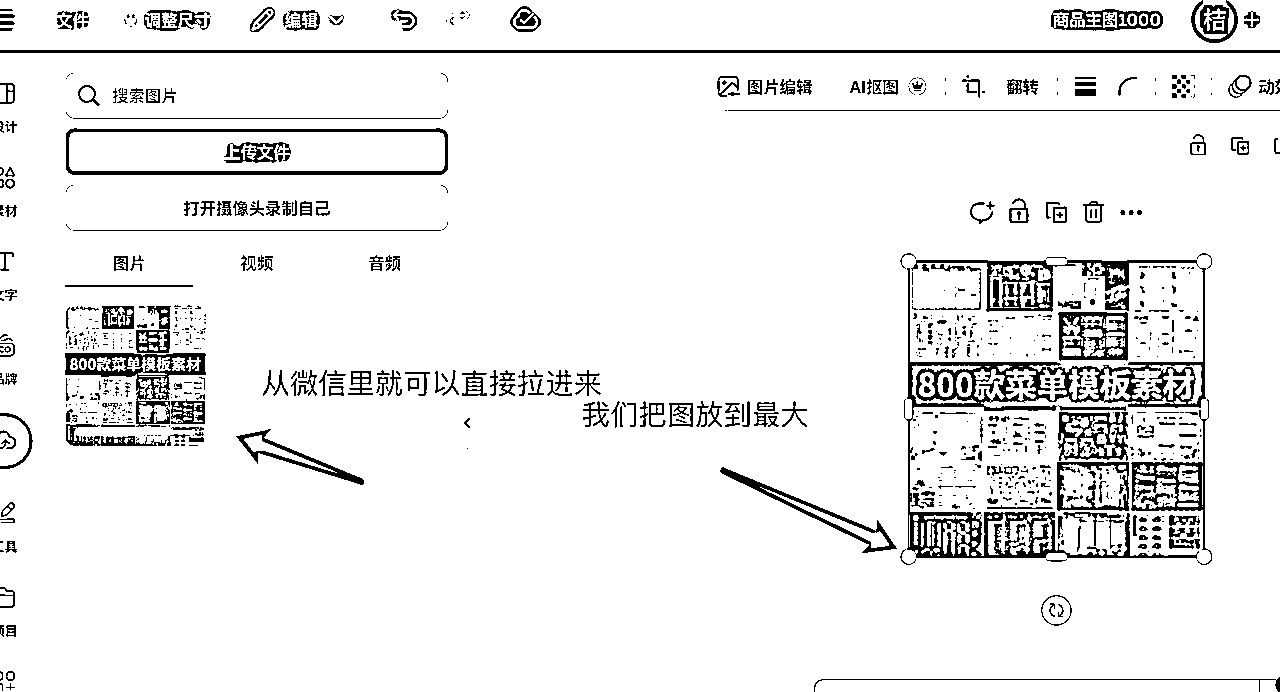 文件 调整尺寸 编辑 商品主图1000 桔
搜索图片
图片编辑 AI抠图 翻转 动效
设计
上传文件
素材
打开摄像头录制自己
图片 视频 音频
文字
800款菜单模板素材
品牌
从微信里就可以直接拉进来
我们把图放到最大
800款菜单模板素材
工具
项目